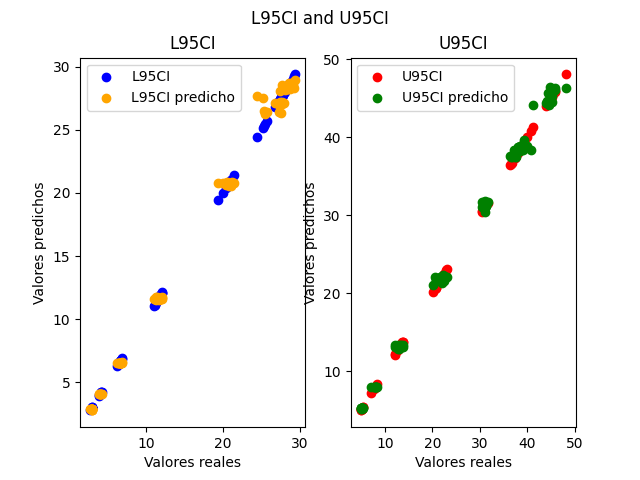 L95CI and U95CI
L95CI
L95CI
L95CI predicho
30
25
20
15
10
5
10
20
30
Valores predichos
Valores reales
U95CI
U95CI
U95CI predicho
50
40
30
20
10
10
20
30
40
50
Valores predichos
Valores reales